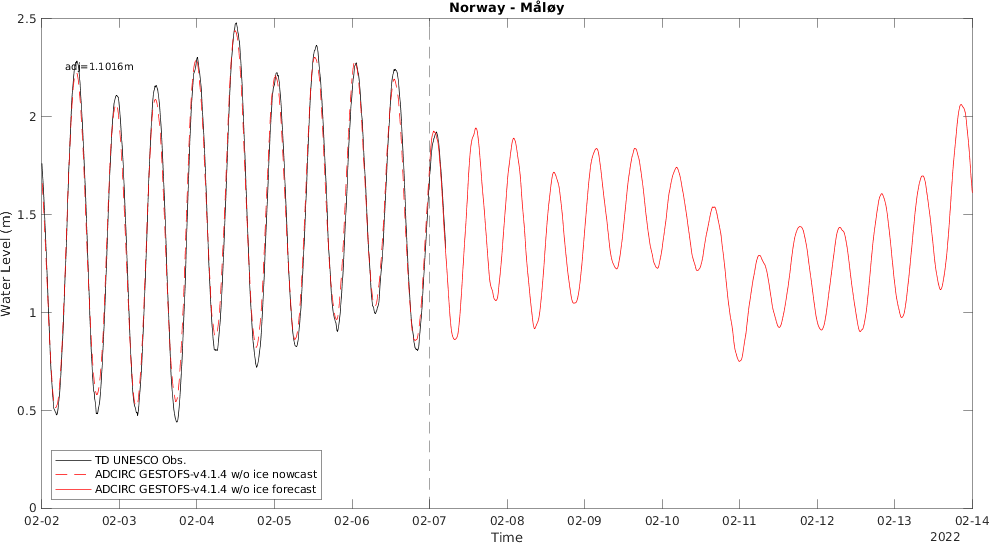 Norway - Måløy
2.5
2
1.5
1
0.5
0
Water Level (m)
adj=1.1016m
TD UNESCO Obs.
ADCIRC GESTOFS-v4.1.4 w/o ice nowcast
ADCIRC GESTOFS-v4.1.4 w/o ice forecast
02-02 02-03 02-04 02-05 02-06 02-07 02-08 02-09 02-10 02-11 02-12 02-13 02-14
Time
2022